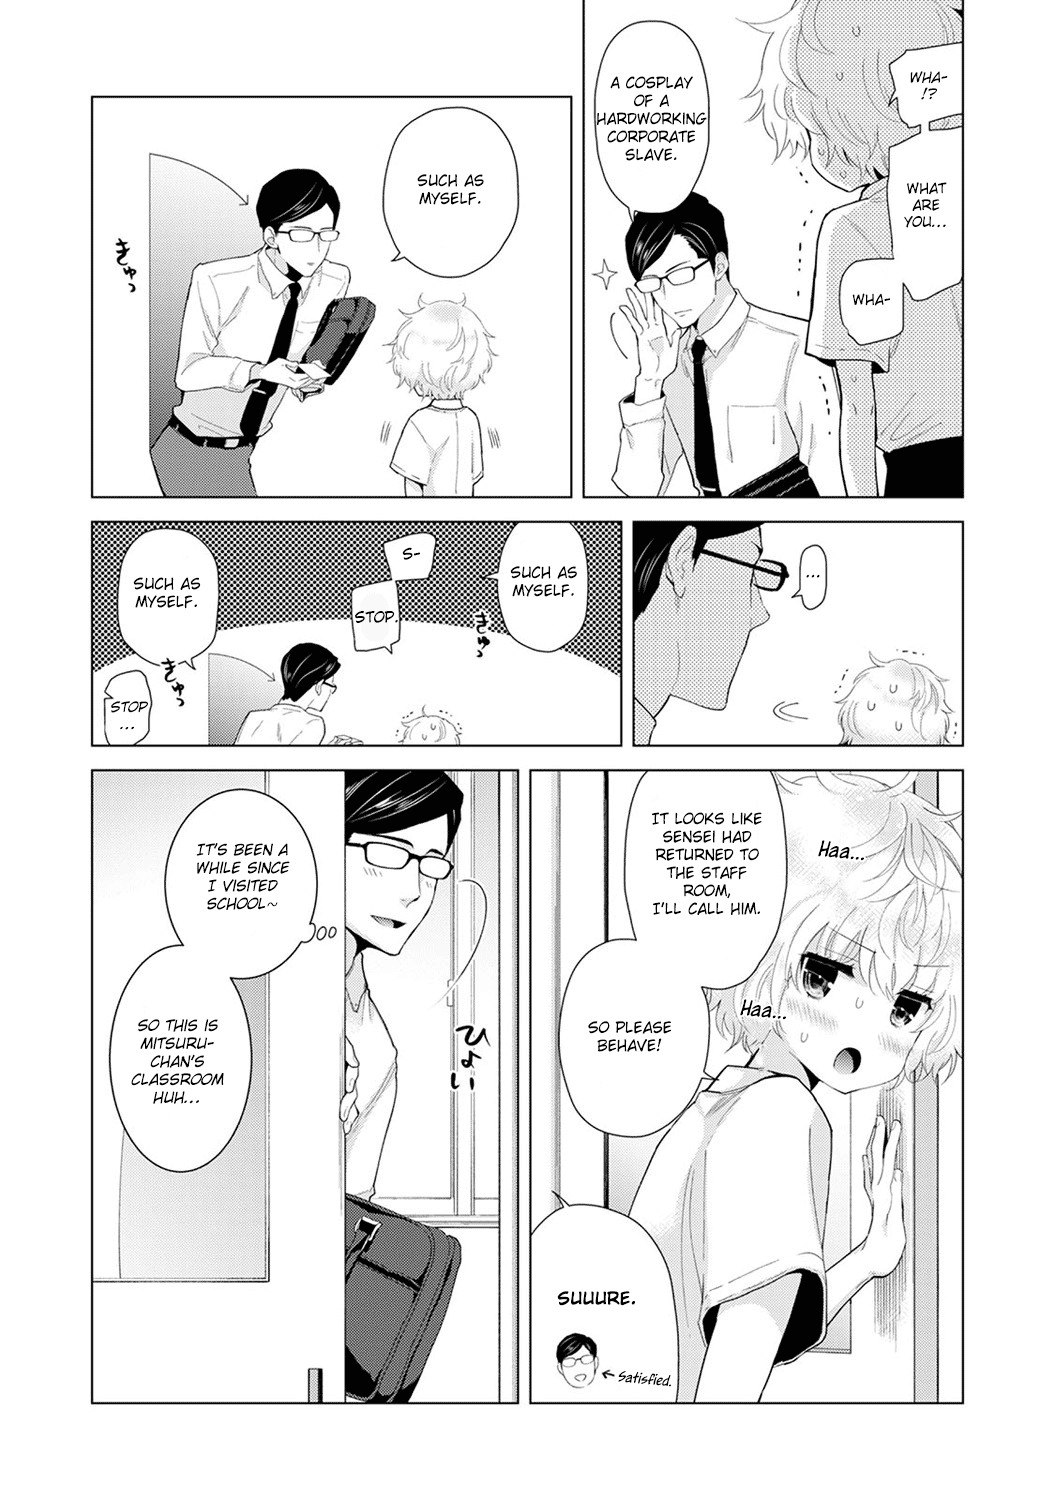 WHA-
!?
WHAT
ARE
YOU...
WHA-
A COSPLAY
OF A
HARDWORKING
CORPORATE
SLAVE.
SUCH AS
MYSELF.
きゅっ
...
SUCH AS
MYSELF.
きゅっ
S-
STOP.
SUCH AS
MYSELF.
きゅっ
STOP
...
IT LOOKS LIKE
SENSEI HAD
RETURNED TO
THE STAFF
ROOM,
I'LL CALL HIM.
Haa...
Haa...
SO PLEASE
BEHAVE!
SUUURE.
← Satisfied.
IT'S BEEN A
WHILE SINCE
I VISITED
SCHOOL~
ooo
SO THIS IS
MITSURU-
CHAN'S
CLASSROOM
HUH...
ひょい